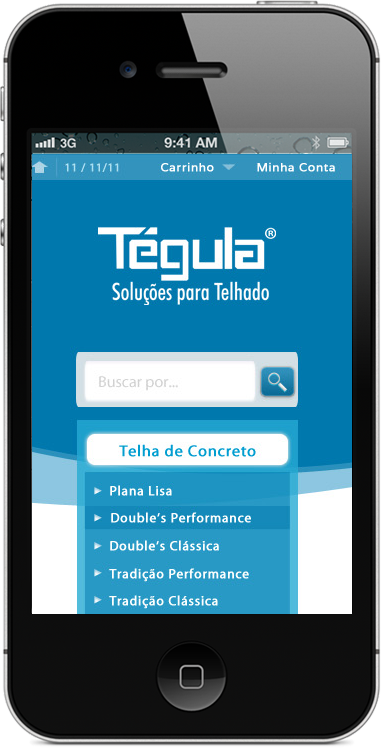 3G 9:41 AM
11 / 11/11 Carrinho Minha Conta
Tégula®
Soluções para Telhado
Buscar por...
Telha de Concreto
Plana Lisa
Double's Performance
Double's Clássica
Tradição Performance
Tradição Clássica